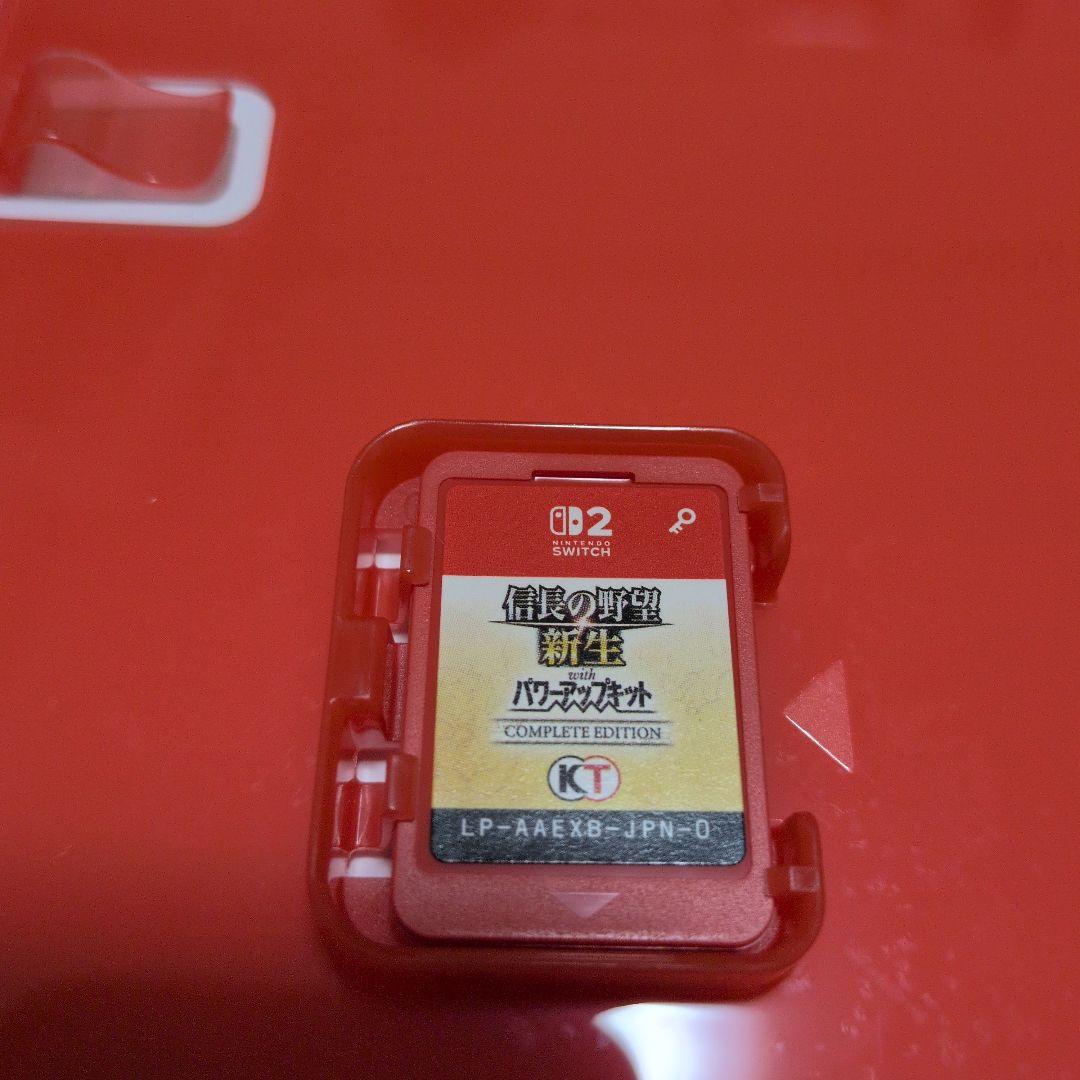 2
NINTENDO
SWITCH
信長の野望
新生
with
パワーアップキット
COMPLETE EDITION
KT
LP-AAEXB-JPN-0